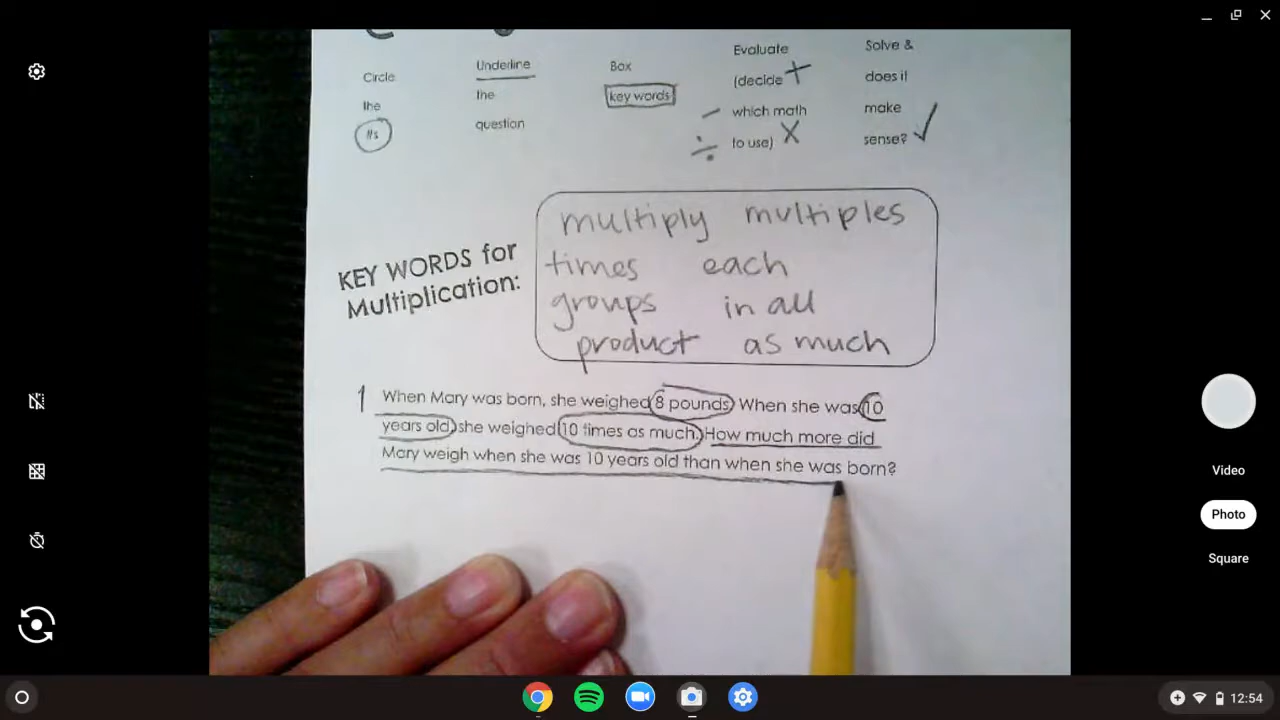 Circle
the
#s
Underline
the
question
Box
key words
Evaluate
(decide +
- which math
÷ to use) X
Solve &
does it
make
sense? ✓
KEY WORDS for
Multiplication:
multiply multiples
times each
groups in all
product as much
1 When Mary was born, she weighed 8 pounds. When she was 10
years old, she weighed 10 times as much. How much more did
Mary weigh when she was 10 years old than when she was born?
Video
Photo
Square
12:54